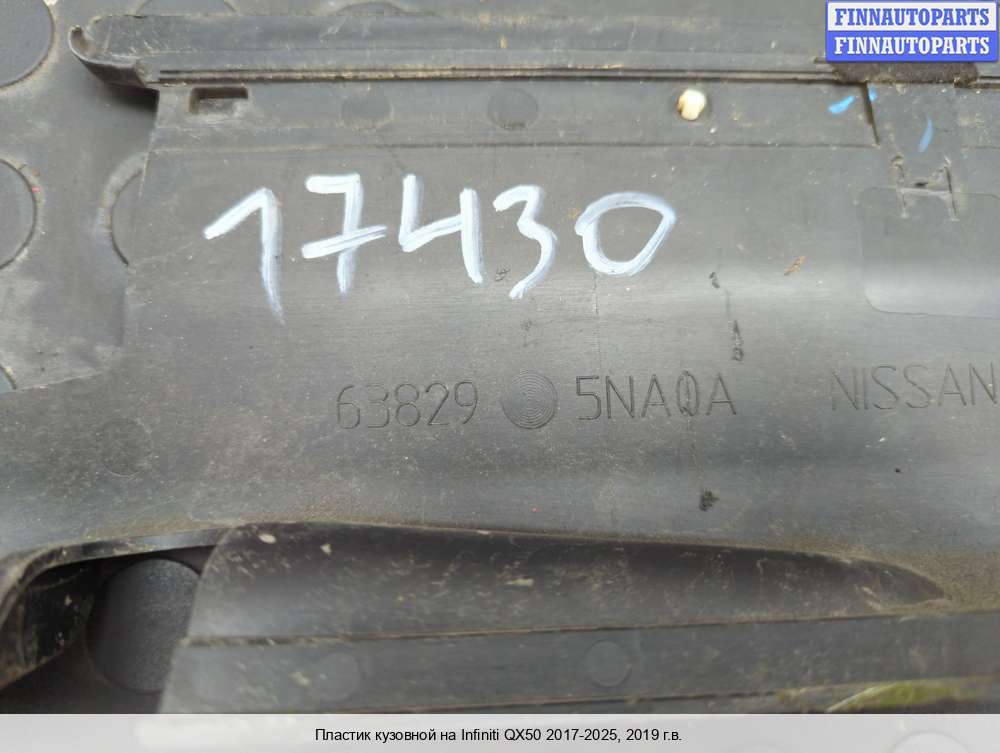 FINNAUTOPARTS
FINNAUTOPARTS
17430
63829 5NA0A NISSAN
Пластик кузовной на Infiniti QX50 2017-2025, 2019 г.в.